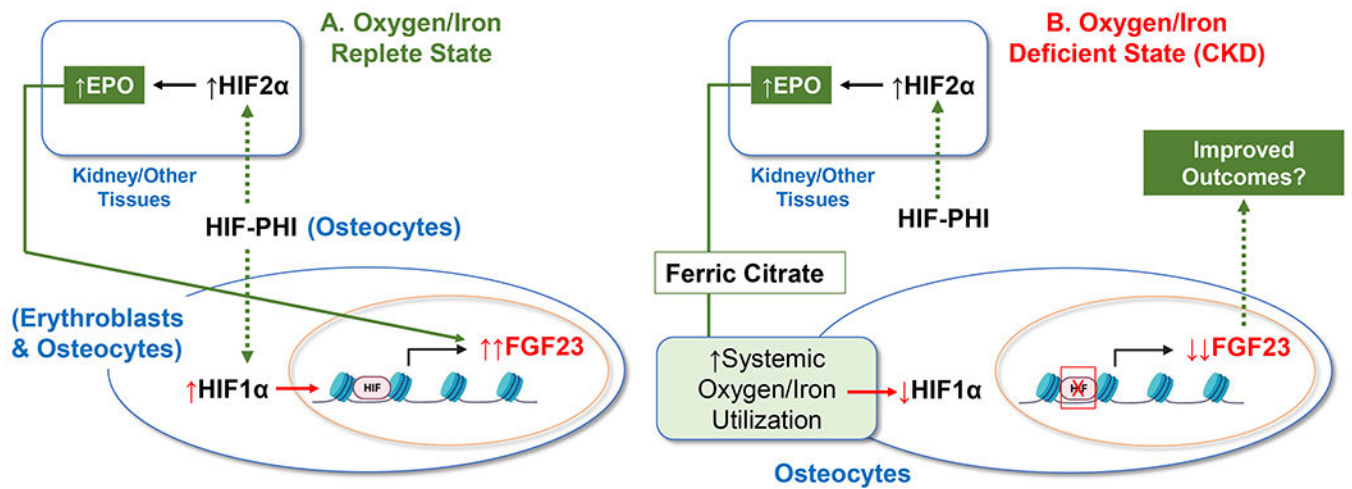 A. Oxygen/Iron
Replete State
↑EPO ← ↑HIF2α
Kidney/Other
Tissues
HIF-PHI (Osteocytes)
(Erythroblasts
& Osteocytes)
↑↑FGF23
↑HIF1α
HIF
B. Oxygen/Iron
Deficient State (CKD)
↑EPO ← ↑HIF2α
Kidney/Other
Tissues
Improved
Outcomes?
HIF-PHI
Ferric Citrate
↑Systemic
Oxygen/Iron
Utilization
↓HIF1α
↓↓FGF23
HIF
Osteocytes